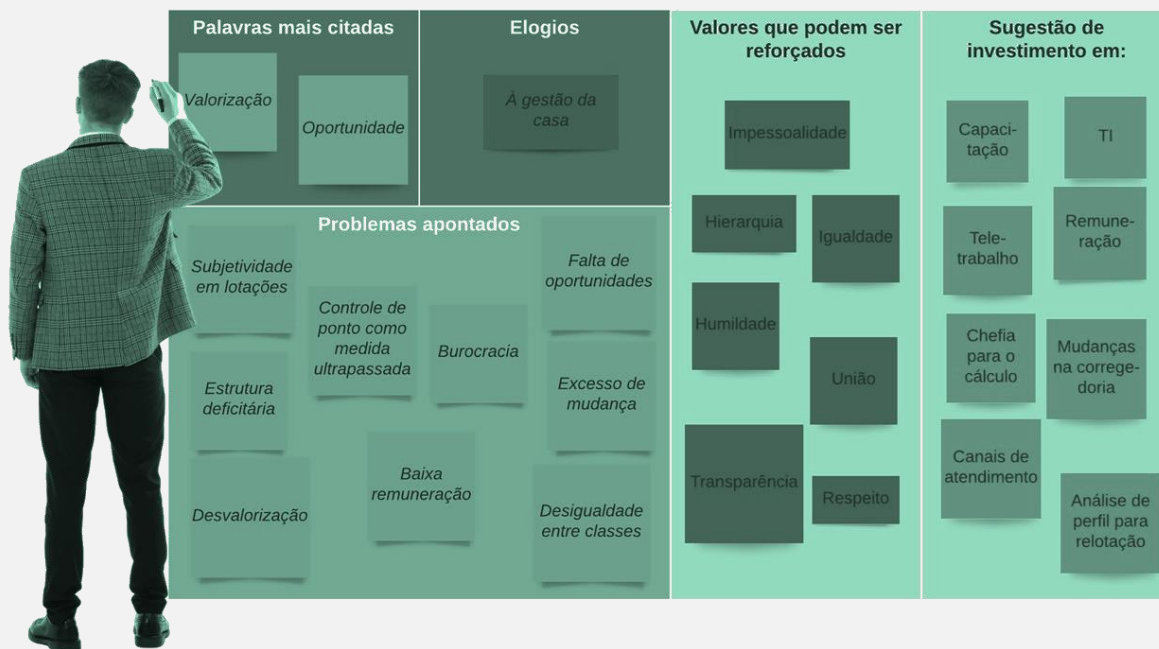 Palavras mais citadas
Valorização
Oportunidade
Elogios
À gestão da
casa
Problemas apontados
Subjetividade
em lotações
Controle de
ponto como
medida
ultrapassada
Burocracia
Falta de
oportunidades
Estrutura
deficitária
Excesso de
mudança
Desvalorização
Baixa
remuneração
Desigualdade
entre classes
Valores que podem ser
reforçados
Impessoalidade
Hierarquia
Igualdade
Humildade
União
Transparência
Respeito
Sugestão de
investimento em:
Capaci-
tação
TI
Tele-
trabalho
Remune-
ração
Chefia
para o
cálculo
Mudanças
na correge-
doria
Canais de
atendimento
Análise de
perfil para
relotação